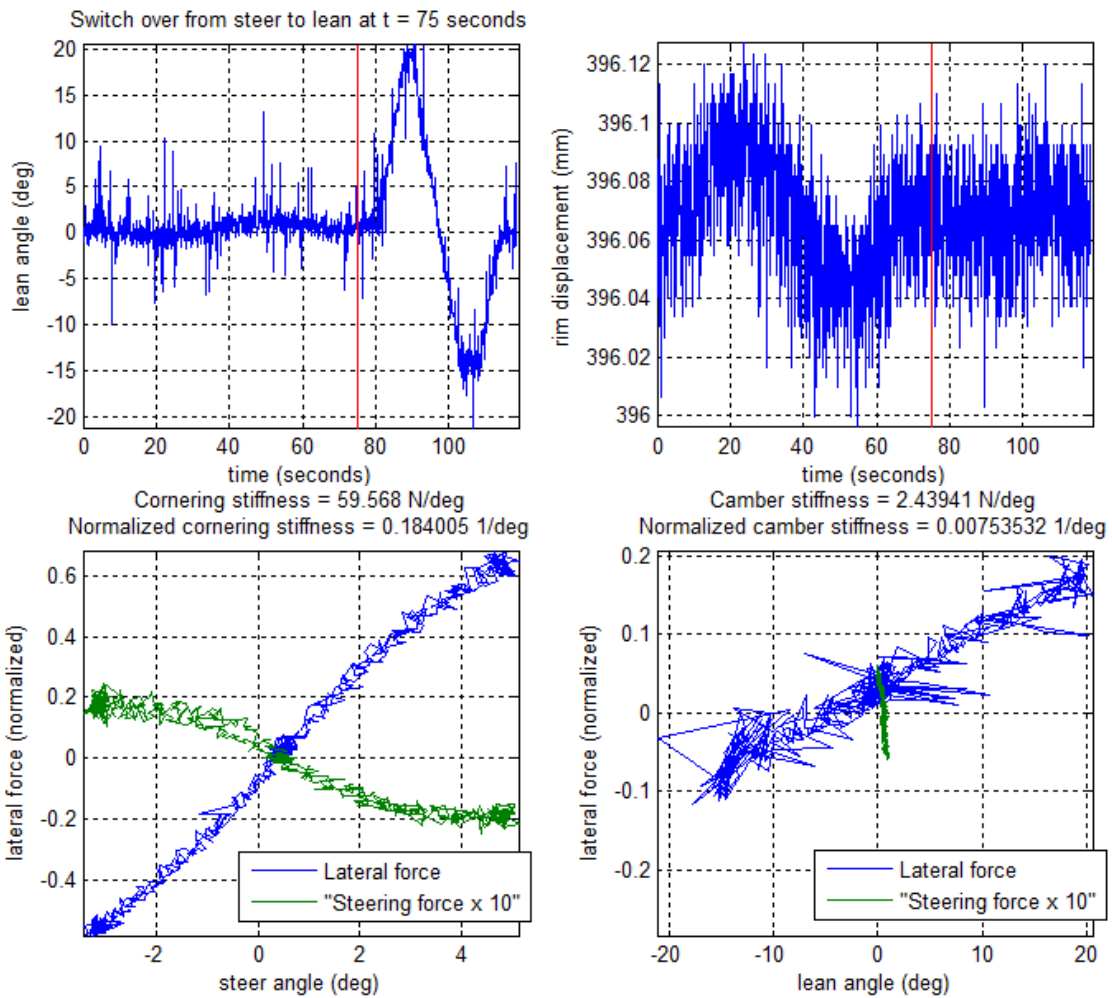 Switch over from steer to lean at t = 75 seconds
20
15
10
5
0
-5
-10
-15
-20
lean angle (deg)
0 20 40 60 80 100
time (seconds)
396.12
396.1
396.08
396.06
396.04
396.02
396
rim displacement (mm)
0 20 40 60 80 100
time (seconds)
Cornering stiffness = 59.568 N/deg
Normalized cornering stiffness = 0.184005 1/deg
0.6
0.4
0.2
0
-0.2
-0.4
lateral force (normalized)
Lateral force
"Steering force x 10"
-2 0 2 4
steer angle (deg)
Camber stiffness = 2.43941 N/deg
Normalized camber stiffness = 0.00753532 1/deg
0.2
0.1
0
-0.1
-0.2
lateral force (normalized)
Lateral force
"Steering force x 10"
-20 -10 0 10 20
lean angle (deg)